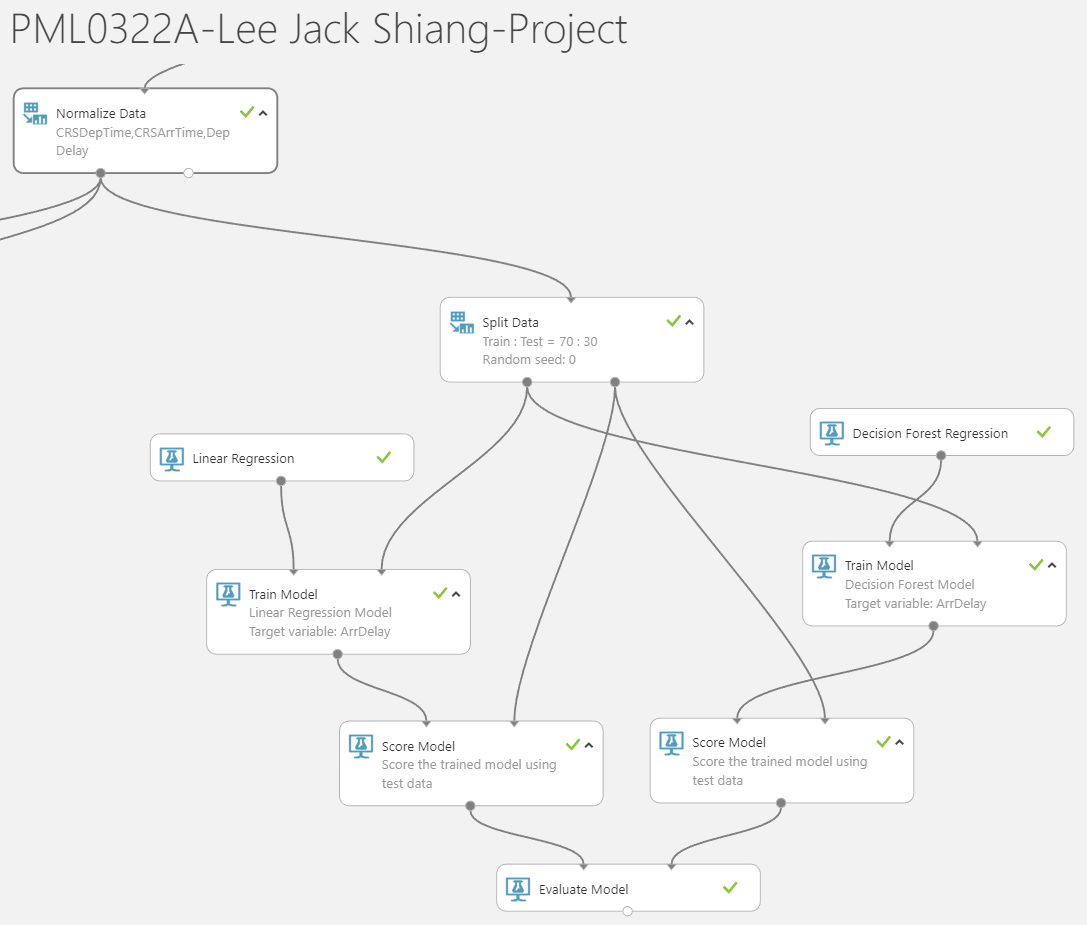 PML0322A-Lee Jack Shiang-Project
Normalize Data
CRSDepTime,CRSArrTime,Dep
Delay
Split Data
Train : Test = 70 : 30
Random seed: 0
Decision Forest Regression
Linear Regression
Train Model
Decision Forest Model
Target variable: ArrDelay
Train Model
Linear Regression Model
Target variable: ArrDelay
Score Model
Score the trained model using
test data
Score Model
Score the trained model using
test data
Evaluate Model